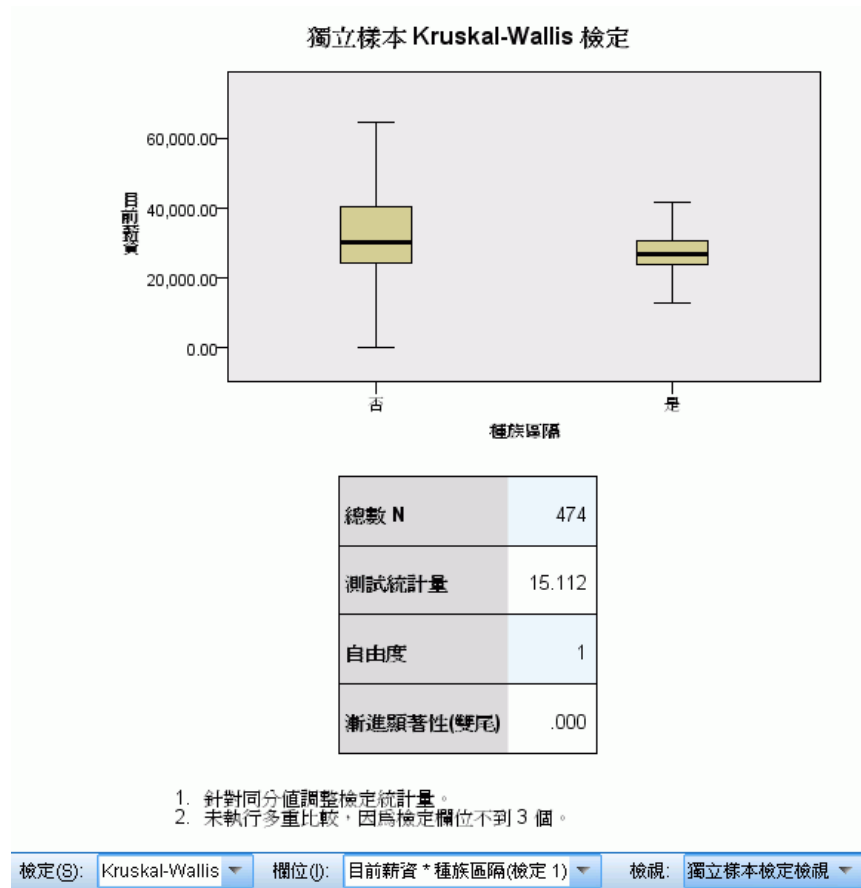 獨立樣本 Kruskal-Wallis 檢定
60,000.00
40,000.00
20,000.00
0.00
目前薪資
否
是
種族區隔
總數 N 474
測試統計量 15.112
自由度 1
漸進顯著性(雙尾) .000
1. 針對同分值調整檢定統計量。
2. 未執行多重比較，因為檢定欄位不到 3 個。
檢定(S): Kruskal-Wallis 欄位(I): 目前薪資 * 種族區隔(檢定 1) 檢視: 獨立樣本檢定檢視